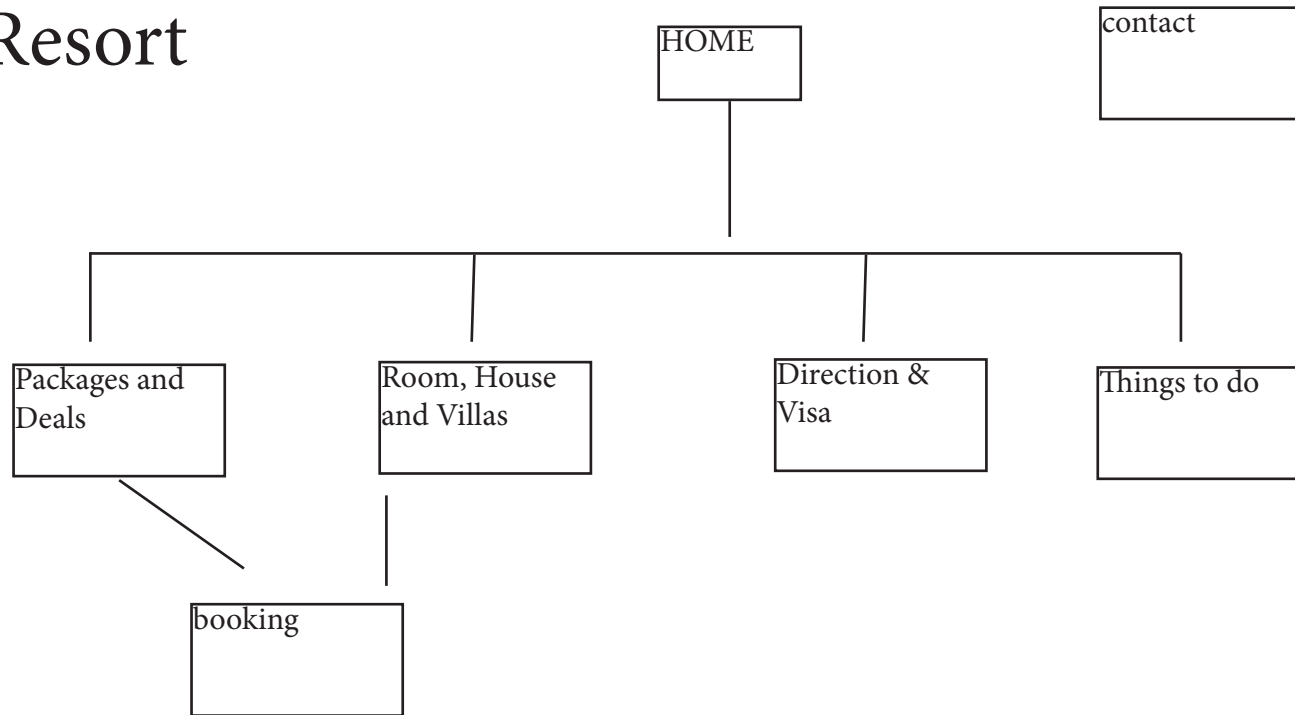 Resort
HOME
contact
Packages and
Deals
Room, House
and Villas
Direction &
Visa
Things to do
booking